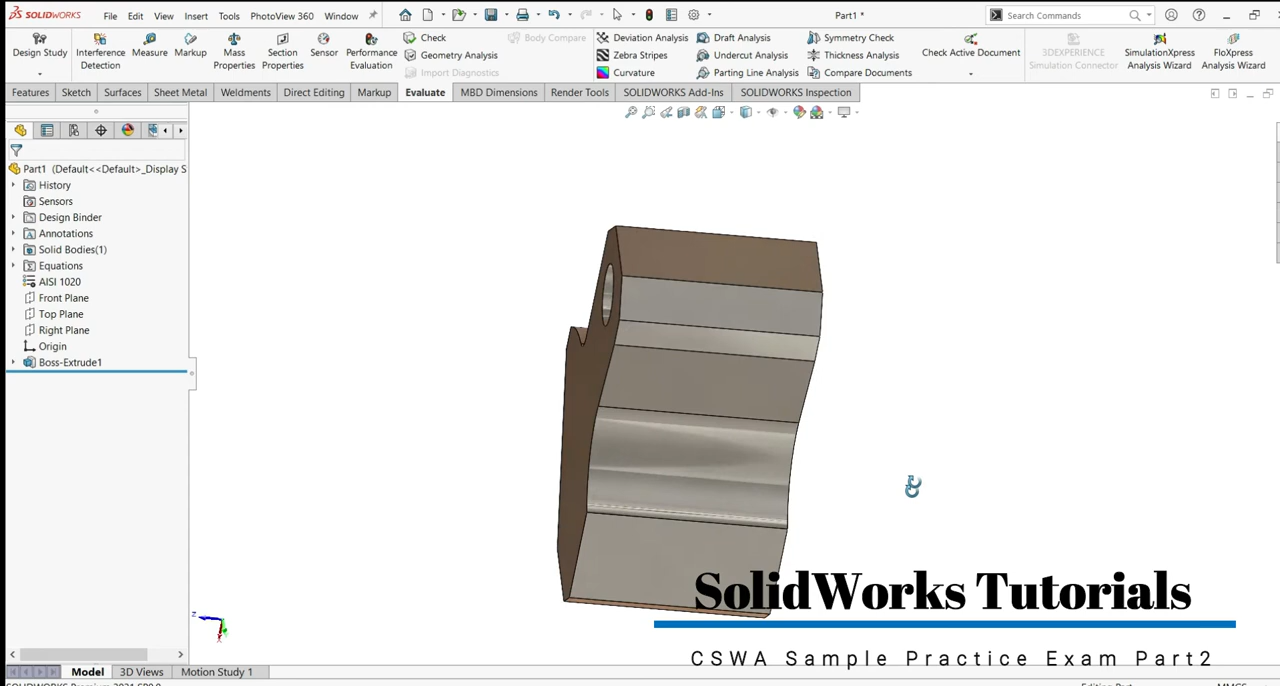 SOLIDWORKS File Edit View Insert Tools PhotoView 360 Window Part1 * Search Commands
Design Study Interference Detection Measure Markup Mass Properties Section Properties Sensor Performance Evaluation
Check Body Compare
Geometry Analysis
Import Diagnostics
Deviation Analysis Draft Analysis Symmetry Check
Zebra Stripes Undercut Analysis Thickness Analysis
Curvature Parting Line Analysis Compare Documents
Check Active Document
3DEXPERIENCE Simulation Connector
SimulationXpress Analysis Wizard
FloXpress Analysis Wizard
Features Sketch Surfaces Sheet Metal Weldments Direct Editing Markup Evaluate MBD Dimensions Render Tools SOLIDWORKS Add-Ins SOLIDWORKS Inspection
Part1 (Default<<Default>_Display S
History
Sensors
Design Binder
Annotations
Solid Bodies(1)
Equations
AISI 1020
Front Plane
Top Plane
Right Plane
Origin
Boss-Extrude1
Z
SolidWorks Tutorials
CSWA Sample Practice Exam Part2
Model 3D Views Motion Study 1